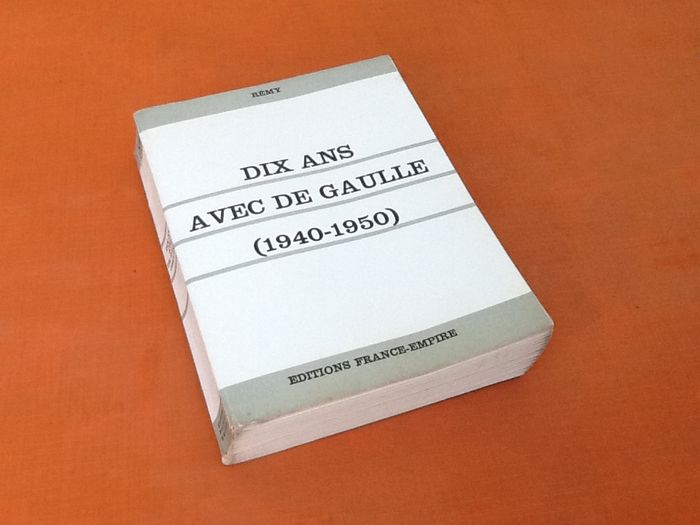 RÉMY
DIX ANS
AVEC DE GAULLE
(1940-1950)
EDITIONS FRANCE-EMPIRE